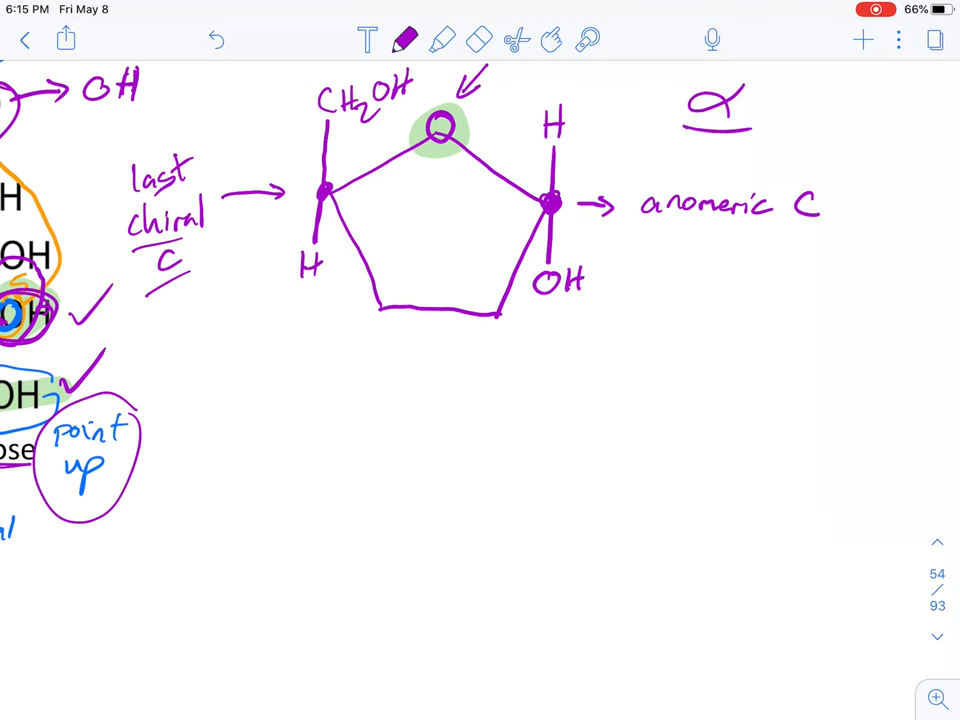 6:15 PM Fri May 8
66%
T
OH
CH2OH
O
H
α
last
chiral
C
anomeric C
H
OH
H
OH
OH
OH
point
up
ose
54
/
93